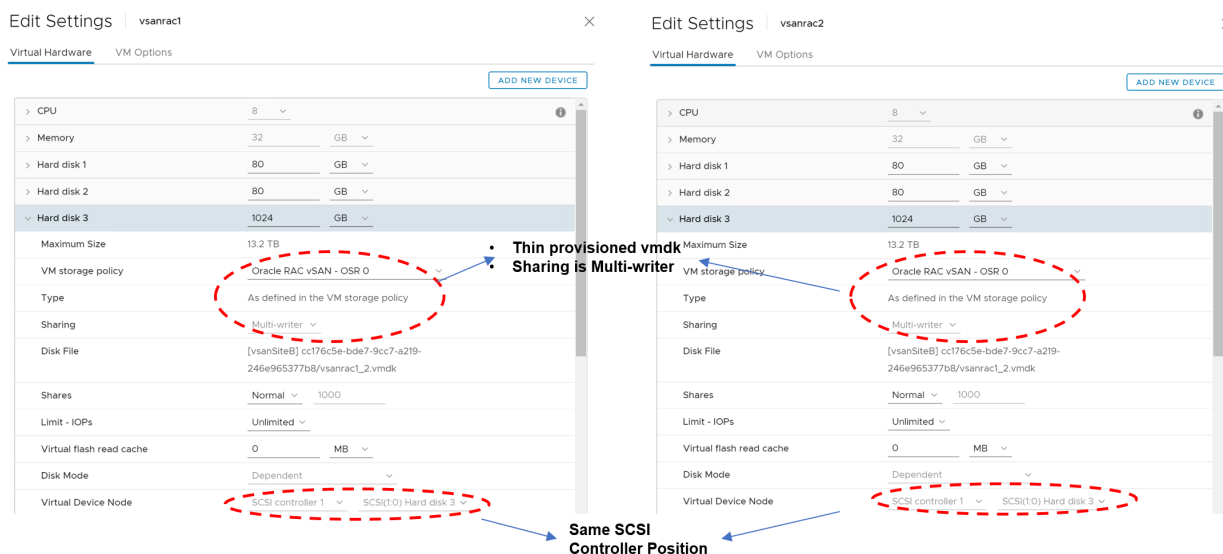 Edit Settings vsanrac1
Virtual Hardware VM Options
ADD NEW DEVICE
CPU 8
Memory 32 GB
Hard disk 1 80 GB
Hard disk 2 80 GB
Hard disk 3 1024 GB
Maximum Size 13.2 TB
VM storage policy Oracle RAC vSAN - OSR 0
Type As defined in the VM storage policy
Sharing Multi-writer
Disk File [vsanSiteB] cc176c5e-bde7-9cc7-a219-
246e965377b8/vsanrac1_2.vmdk
Shares Normal 1000
Limit - IOPs Unlimited
Virtual flash read cache 0 MB
Disk Mode Dependent
Virtual Device Node SCSI controller 1 SCSI(1:0) Hard disk 3
• Thin provisioned vmdk
• Sharing is Multi-writer
Same SCSI
Controller Position
Edit Settings vsanrac2
Virtual Hardware VM Options
ADD NEW DEVICE
CPU 8
Memory 32 GB
Hard disk 1 80 GB
Hard disk 2 80 GB
Hard disk 3 1024 GB
Maximum Size 13.2 TB
VM storage policy Oracle RAC vSAN - OSR 0
Type As defined in the VM storage policy
Sharing Multi-writer
Disk File [vsanSiteB] cc176c5e-bde7-9cc7-a219-
246e965377b8/vsanrac1_2.vmdk
Shares Normal 1000
Limit - IOPs Unlimited
Virtual flash read cache 0 MB
Disk Mode Dependent
Virtual Device Node SCSI controller 1 SCSI(1:0) Hard disk 3